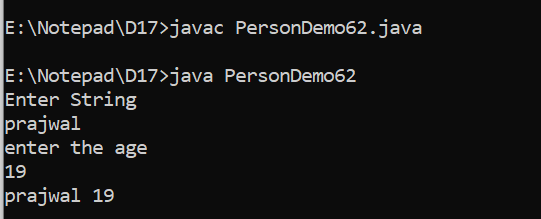 E:\Notepad\D17>javac PersonDemo62.java
E:\Notepad\D17>java PersonDemo62
Enter String
prajwal
enter the age
19
prajwal 19